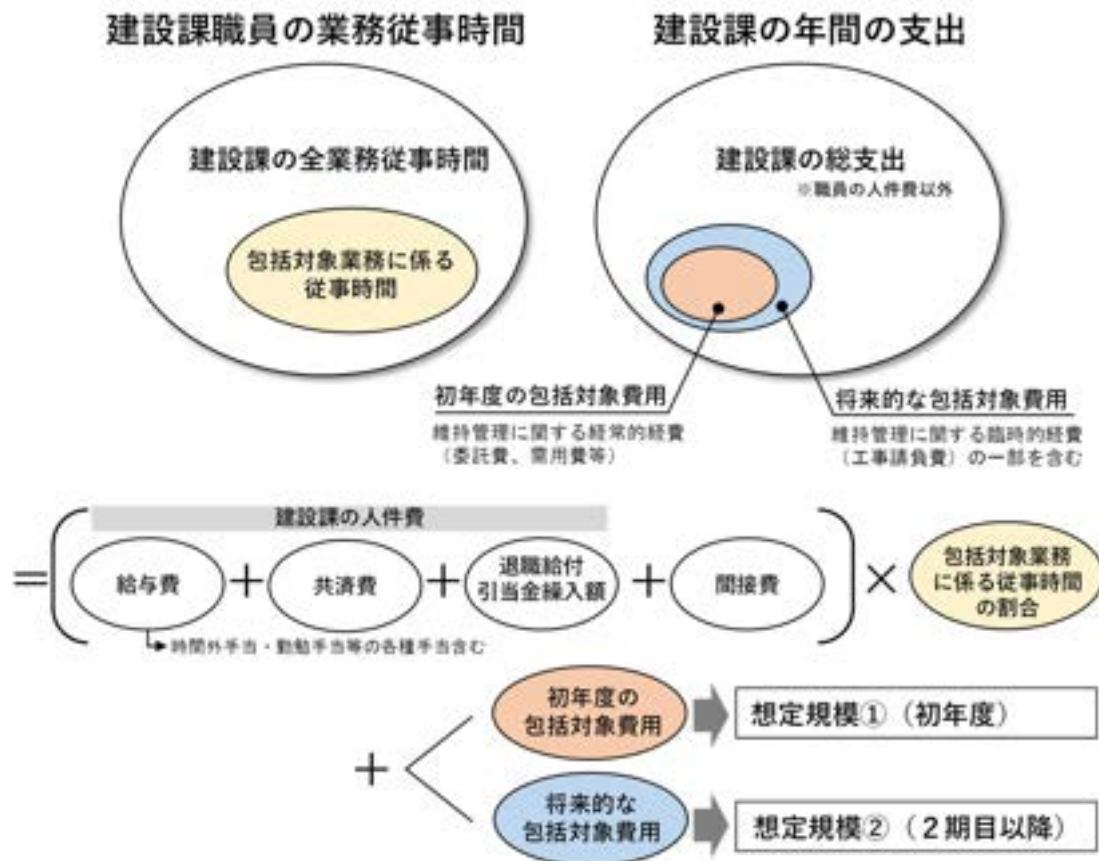 建設課職員の業務従事時間
建設課の年間の支出
建設課の全業務従事時間
包括対象業務に係る
従事時間
建設課の総支出
※職員の人件費以外
初年度の包括対象費用
維持管理に関する経常的経費
(委託費、需用費等)
将来的な包括対象費用
維持管理に関する臨時的経費
(工事請負費)の一部を含む
建設課の人件費
=
給与費
+
共済費
+
退職給付
引当金繰入額
+
間接費
×
包括対象業務
に係る従事時間
の割合
時間外手当・勤勉手当等の各種手当含む
+
初年度の
包括対象費用
想定規模①(初年度)
将来的な
包括対象費用
想定規模②(2期目以降)